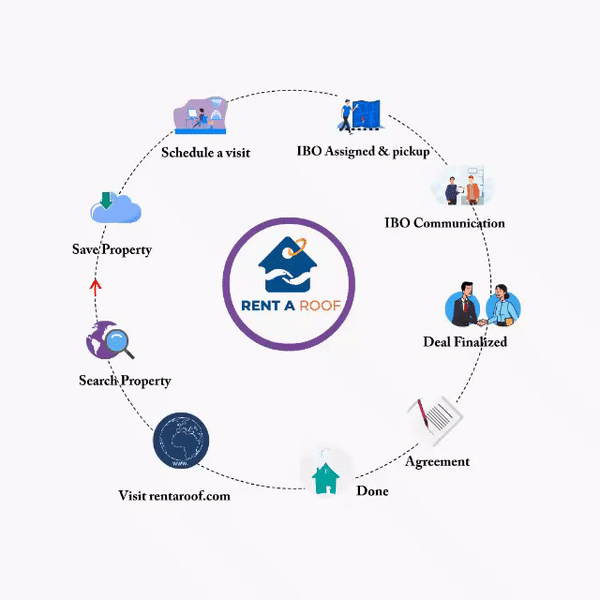 Schedule a visit
IBO Assigned & pickup
IBO Communication
Save Property
RENT A ROOF
Deal Finalized
Search Property
Agreement
WWW.
Visit rentaroof.com
Done